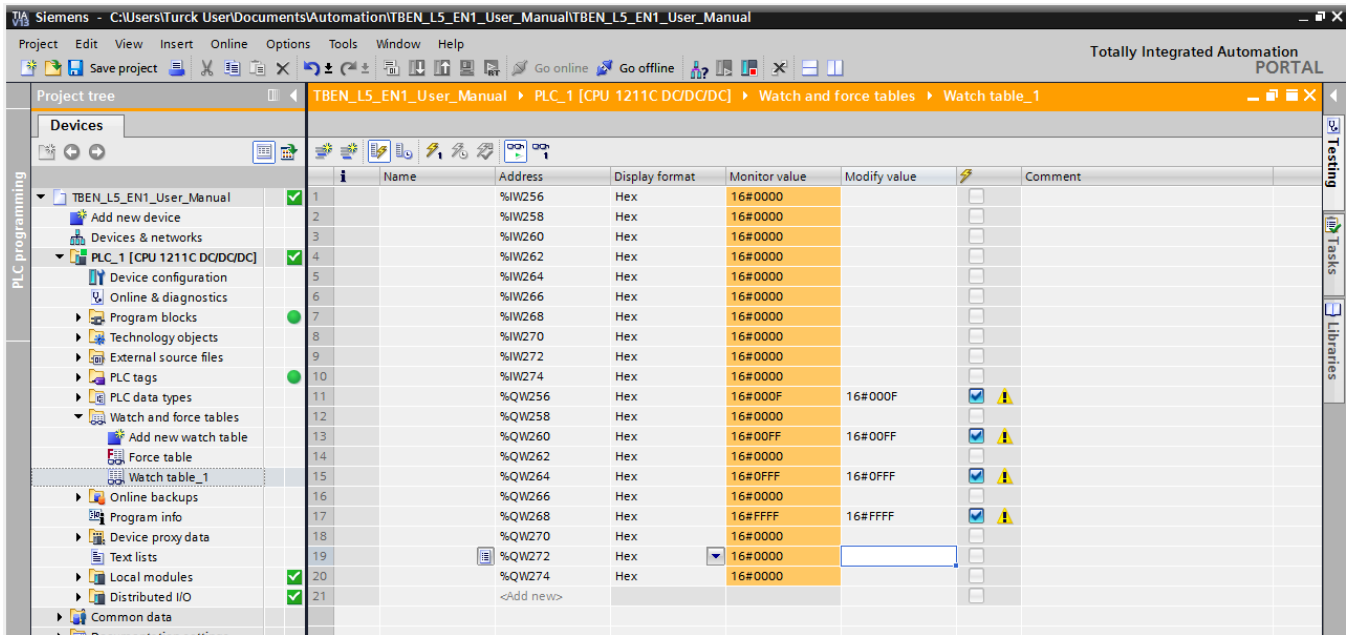 Siemens - C:\Users\Turck User\Documents\Automation\TBEN_L5_EN1_User_Manual\TBEN_L5_EN1_User_Manual
Project Edit View Insert Online Options Tools Window Help
Totally Integrated Automation
PORTAL
Save project Go online Go offline
Project tree
TBEN_L5_EN1_User_Manual PLC_1 [CPU 1211C DC/DC/DC] Watch and force tables Watch table_1
Devices
PLC programming
TBEN_L5_EN1_User_Manual
Add new device
Devices & networks
PLC_1 [CPU 1211C DC/DC/DC]
Device configuration
Online & diagnostics
Program blocks
Technology objects
External source files
PLC tags
PLC data types
Watch and force tables
Add new watch table
Force table
Watch table_1
Online backups
Program info
Device proxy data
Text lists
Local modules
Distributed I/O
Common data
i Name Address Display format Monitor value Modify value Comment
1 %IW256 Hex 16#0000
2 %IW258 Hex 16#0000
3 %IW260 Hex 16#0000
4 %IW262 Hex 16#0000
5 %IW264 Hex 16#0000
6 %IW266 Hex 16#0000
7 %IW268 Hex 16#0000
8 %IW270 Hex 16#0000
9 %IW272 Hex 16#0000
10 %IW274 Hex 16#0000
11 %QW256 Hex 16#000F 16#000F
12 %QW258 Hex 16#0000
13 %QW260 Hex 16#00FF 16#00FF
14 %QW262 Hex 16#0000
15 %QW264 Hex 16#0FFF 16#0FFF
16 %QW266 Hex 16#0000
17 %QW268 Hex 16#FFFF 16#FFFF
18 %QW270 Hex 16#0000
19 %QW272 Hex 16#0000
20 %QW274 Hex 16#0000
21 <Add new>
Testing
Tasks
Libraries